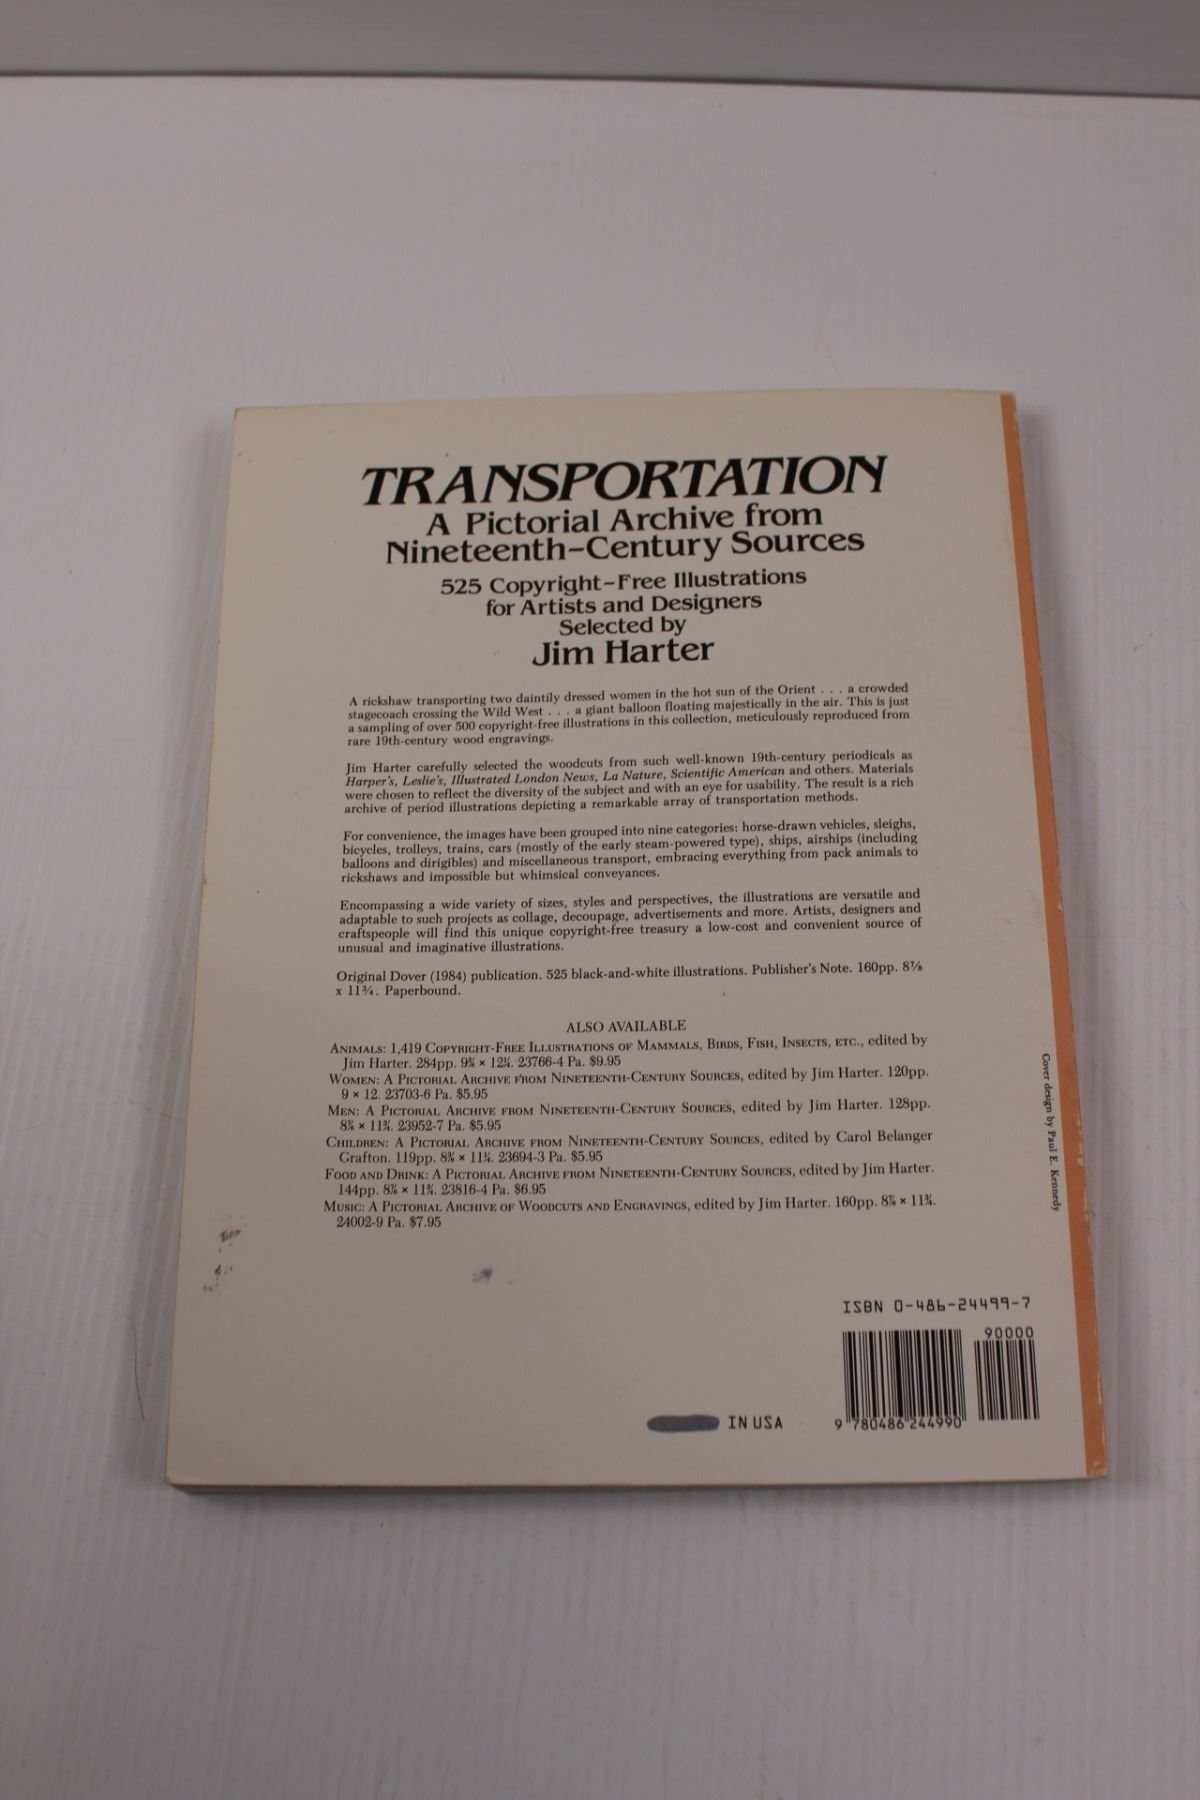 TRANSPORTATION
A Pictorial Archive from
Nineteenth-Century Sources
525 Copyright-Free Illustrations
for Artists and Designers
Selected by
Jim Harter
A rickshaw transporting two daintily dressed women in the hot sun of the Orient . . . a crowded
stagecoach crossing the Wild West . . . a giant balloon floating majestically in the air. This is just
a sampling of over 500 copyright-free illustrations in this collection, meticulously reproduced from
rare 19th-century wood engravings.
Jim Harter carefully selected the woodcuts from such well-known 19th-century periodicals as
Harper's, Leslie's, Illustrated London News, La Nature, Scientific American and others. Materials
were chosen to reflect the diversity of the subject and with an eye for usability. The result is a rich
archive of period illustrations depicting a remarkable array of transportation methods.
For convenience, the images have been grouped into nine categories: horse-drawn vehicles, sleighs,
bicycles, trolleys, trains, cars (mostly of the early steam-powered type), ships, airships (including
balloons and dirigibles) and miscellaneous transport, embracing everything from pack animals to
rickshaws and impossible but whimsical conveyances.
Encompassing a wide variety of sizes, styles and perspectives, the illustrations are versatile and
adaptable to such projects as collage, decoupage, advertisements and more. Artists, designers and
craftspeople will find this unique copyright-free treasury a low-cost and convenient source of
unusual and imaginative illustrations.
Original Dover (1984) publication. 525 black-and-white illustrations. Publisher's Note. 160pp. 8⅞
x 11¾. Paperbound.
ALSO AVAILABLE
ANIMALS: 1,419 COPYRIGHT-FREE ILLUSTRATIONS OF MAMMALS, BIRDS, FISH, INSECTS, ETC., edited by
Jim Harter. 284pp. 9⅜ × 12¼. 23766-4 Pa. $9.95
WOMEN: A PICTORIAL ARCHIVE FROM NINETEENTH-CENTURY SOURCES, edited by Jim Harter. 120pp.
9 × 12. 23703-6 Pa. $5.95
MEN: A PICTORIAL ARCHIVE FROM NINETEENTH-CENTURY SOURCES, edited by Jim Harter. 128pp.
8⅞ × 11¾. 23952-7 Pa. $5.95
CHILDREN: A PICTORIAL ARCHIVE FROM NINETEENTH-CENTURY SOURCES, edited by Carol Belanger
Grafton. 119pp. 8⅜ × 11¼. 23694-3 Pa. $5.95
FOOD AND DRINK: A PICTORIAL ARCHIVE FROM NINETEENTH-CENTURY SOURCES, edited by Jim Harter.
144pp. 8⅞ × 11¾. 23816-4 Pa. $6.95
MUSIC: A PICTORIAL ARCHIVE OF WOODCUTS AND ENGRAVINGS, edited by Jim Harter. 160pp. 8⅞ × 11¾.
24002-9 Pa. $7.95
Cover design by Paul E. Kennedy
ISBN 0-486-24499-7
90000
9 780486 244990
IN USA